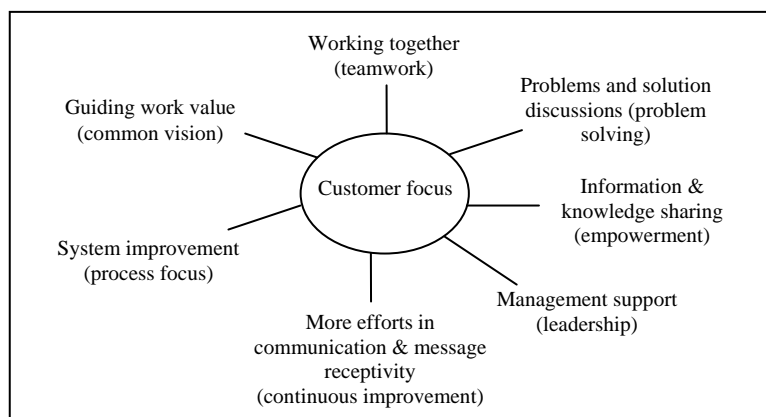 Working together
(teamwork)
Problems and solution
discussions (problem
solving)
Guiding work value
(common vision)
Customer focus
Information &
knowledge sharing
(empowerment)
System improvement
(process focus)
Management support
(leadership)
More efforts in
communication & message
receptivity
(continuous improvement)